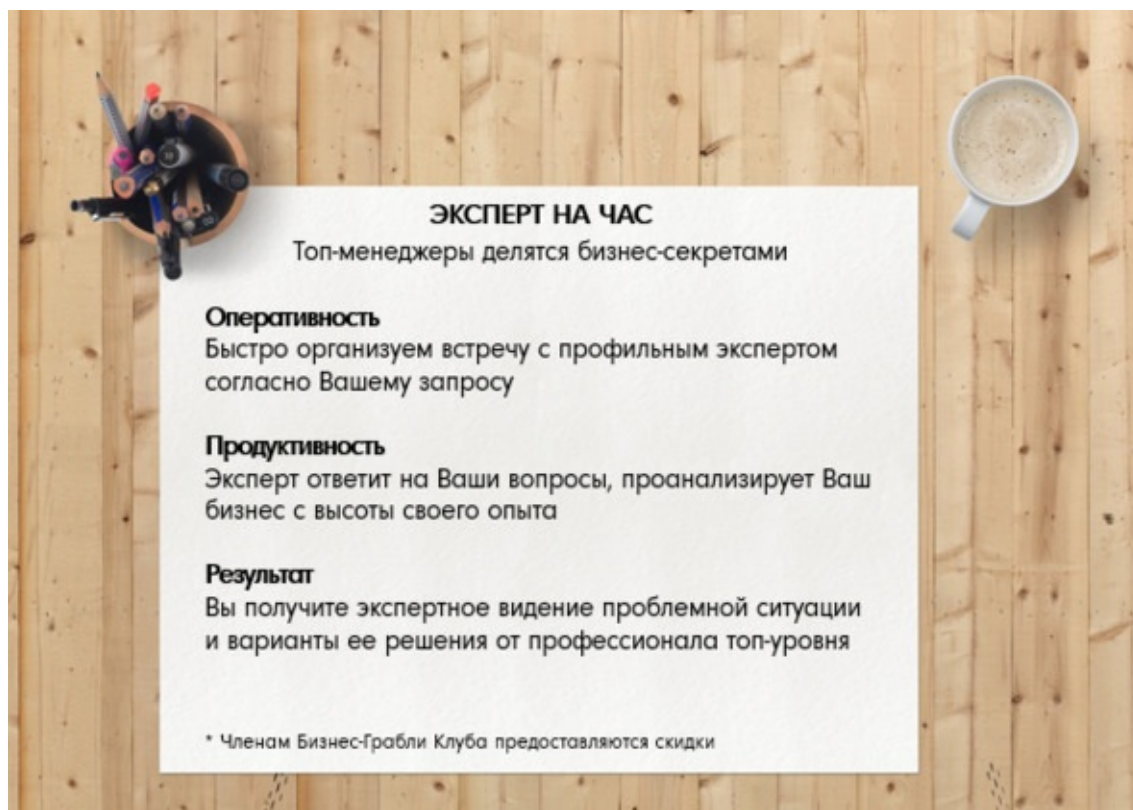 ЭКСПЕРТ НА ЧАС
Топ-менеджеры делятся бизнес-секретами
Оперативность
Быстро организуем встречу с профильным экспертом
согласно Вашему запросу
Продуктивность
Эксперт ответит на Ваши вопросы, проанализирует Ваш
бизнес с высоты своего опыта
Результат
Вы получите экспертное видение проблемной ситуации
и варианты ее решения от профессионала топ-уровня
* Членам Бизнес-Грабли Клуба предоставляются скидки